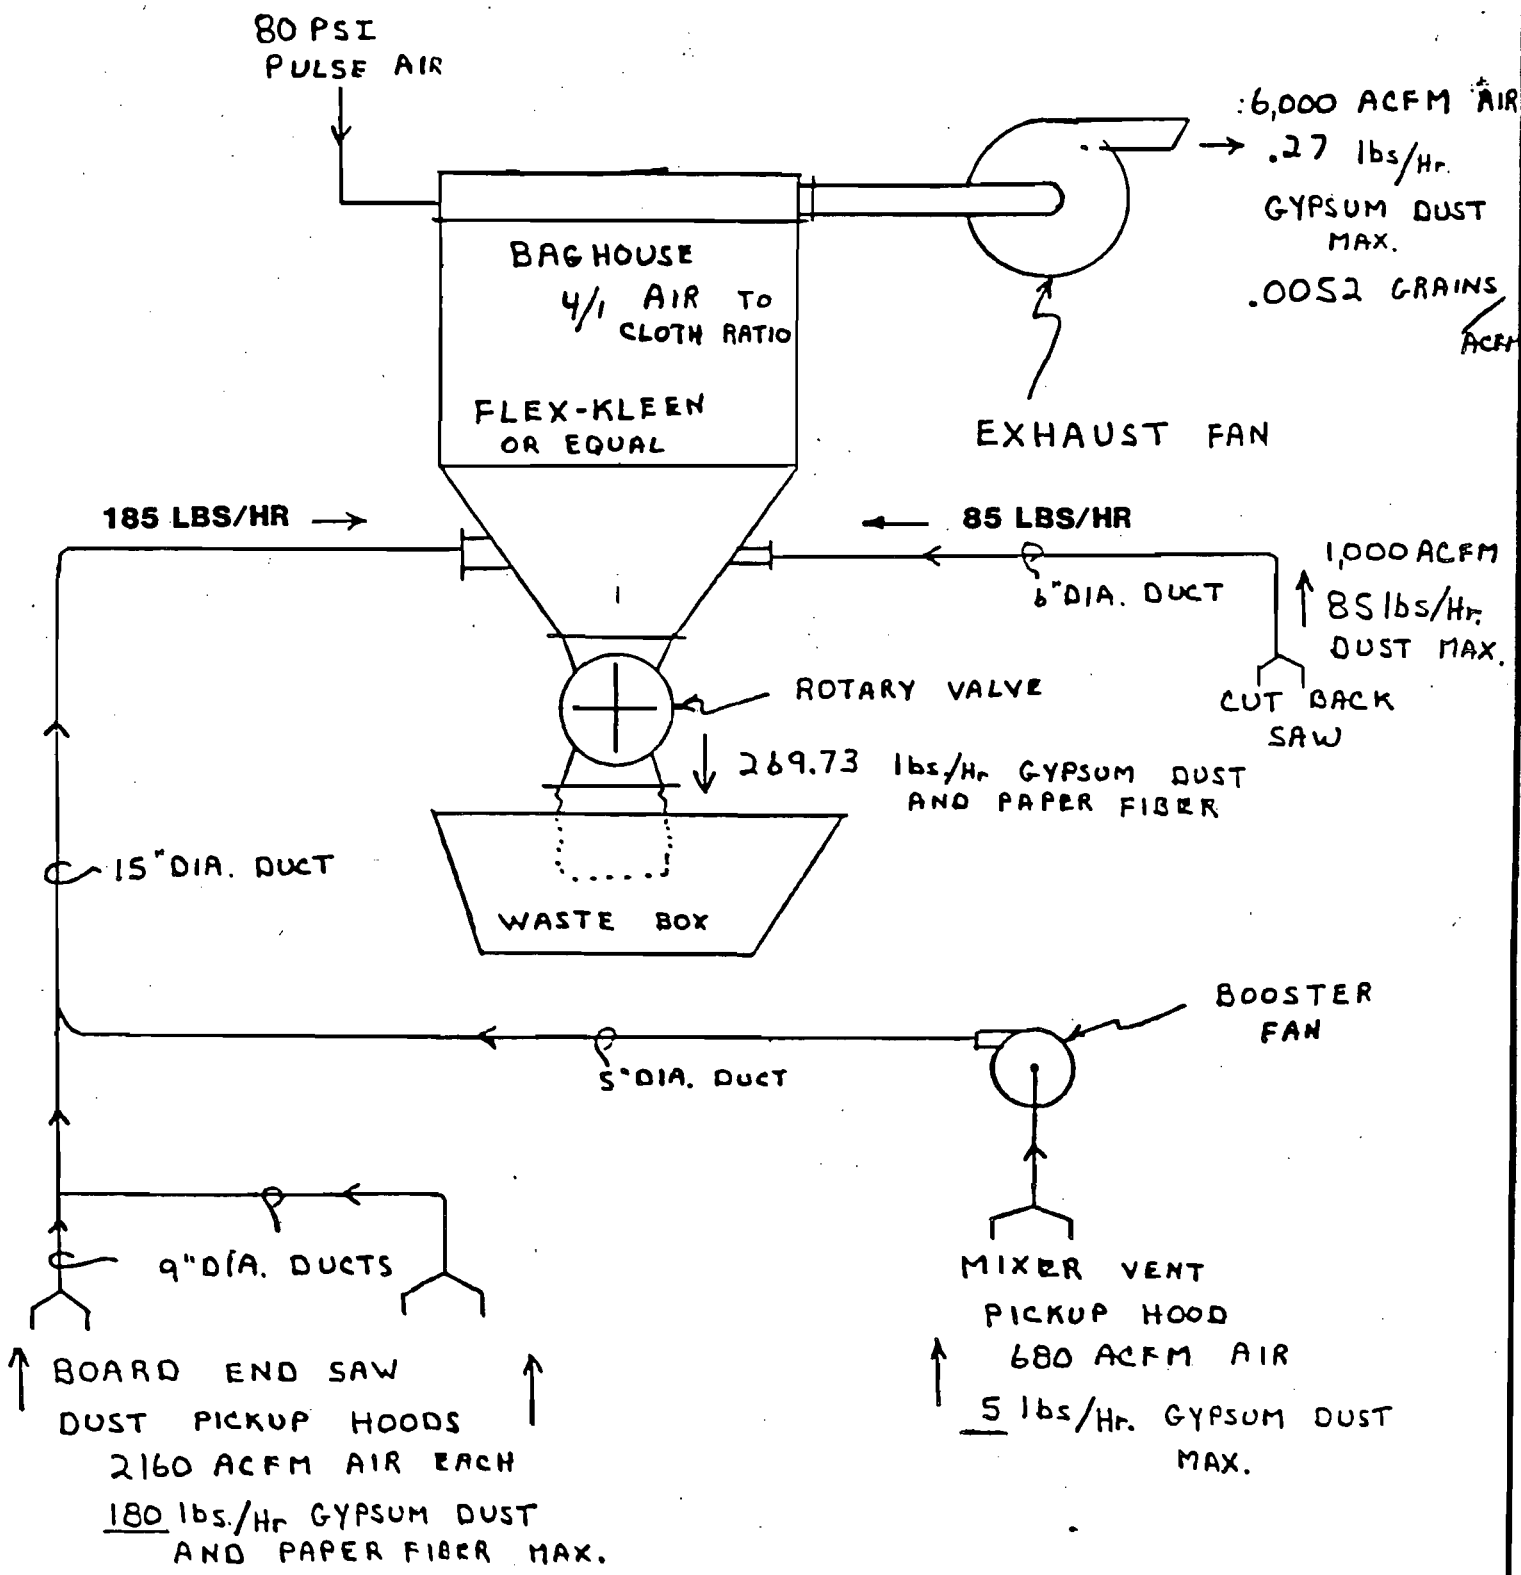 80 PSI
PULSE AIR
:6,000 ACFM AIR
.27 lbs/Hr.
GYPSUM DUST
MAX.
.0052 GRAINS/
ACFM
BAGHOUSE
4/1 AIR TO
CLOTH RATIO
FLEX-KLEEN
OR EQUAL
EXHAUST FAN
185 LBS/HR
85 LBS/HR
1,000 ACFM
85 lbs/Hr.
DUST MAX.
6" DIA. DUCT
CUT BACK
SAW
ROTARY VALVE
269.73 lbs/Hr GYPSUM DUST
AND PAPER FIBER
15" DIA. DUCT
WASTE BOX
BOOSTER
FAN
5" DIA. DUCT
9" DIA. DUCTS
MIXER VENT
PICKUP HOOD
680 ACFM AIR
5 lbs/Hr. GYPSUM DUST
MAX.
BOARD END SAW
DUST PICKUP HOODS
2160 ACFM AIR EACH
180 lbs./Hr GYPSUM DUST
AND PAPER FIBER MAX.